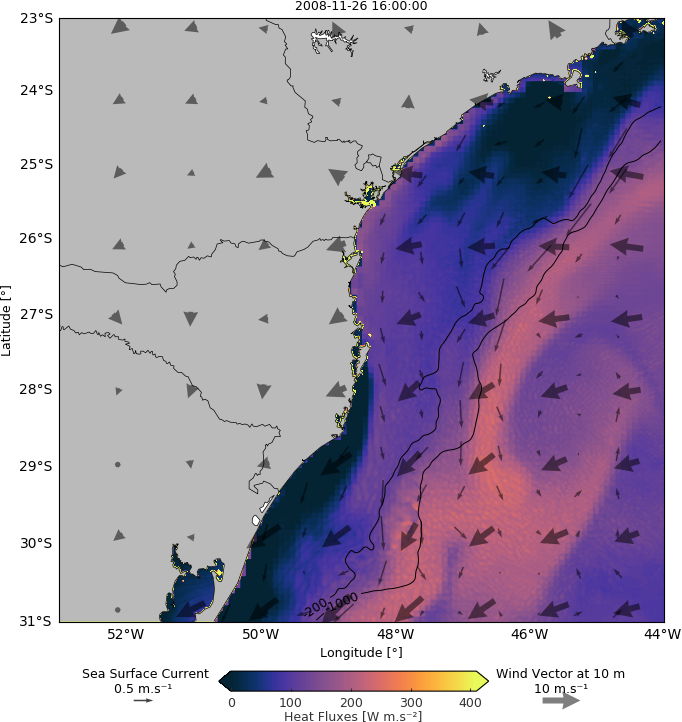 2008-11-26 16:00:00
23°S
24°S
25°S
26°S
27°S
28°S
29°S
30°S
31°S
Latitude [°]
-200
-1000
52°W 50°W 48°W 46°W 44°W
Longitude [°]
Sea Surface Current
0.5 m.s⁻¹
Wind Vector at 10 m
10 m.s⁻¹
0 100 200 300 400
Heat Fluxes [W m.s⁻²]